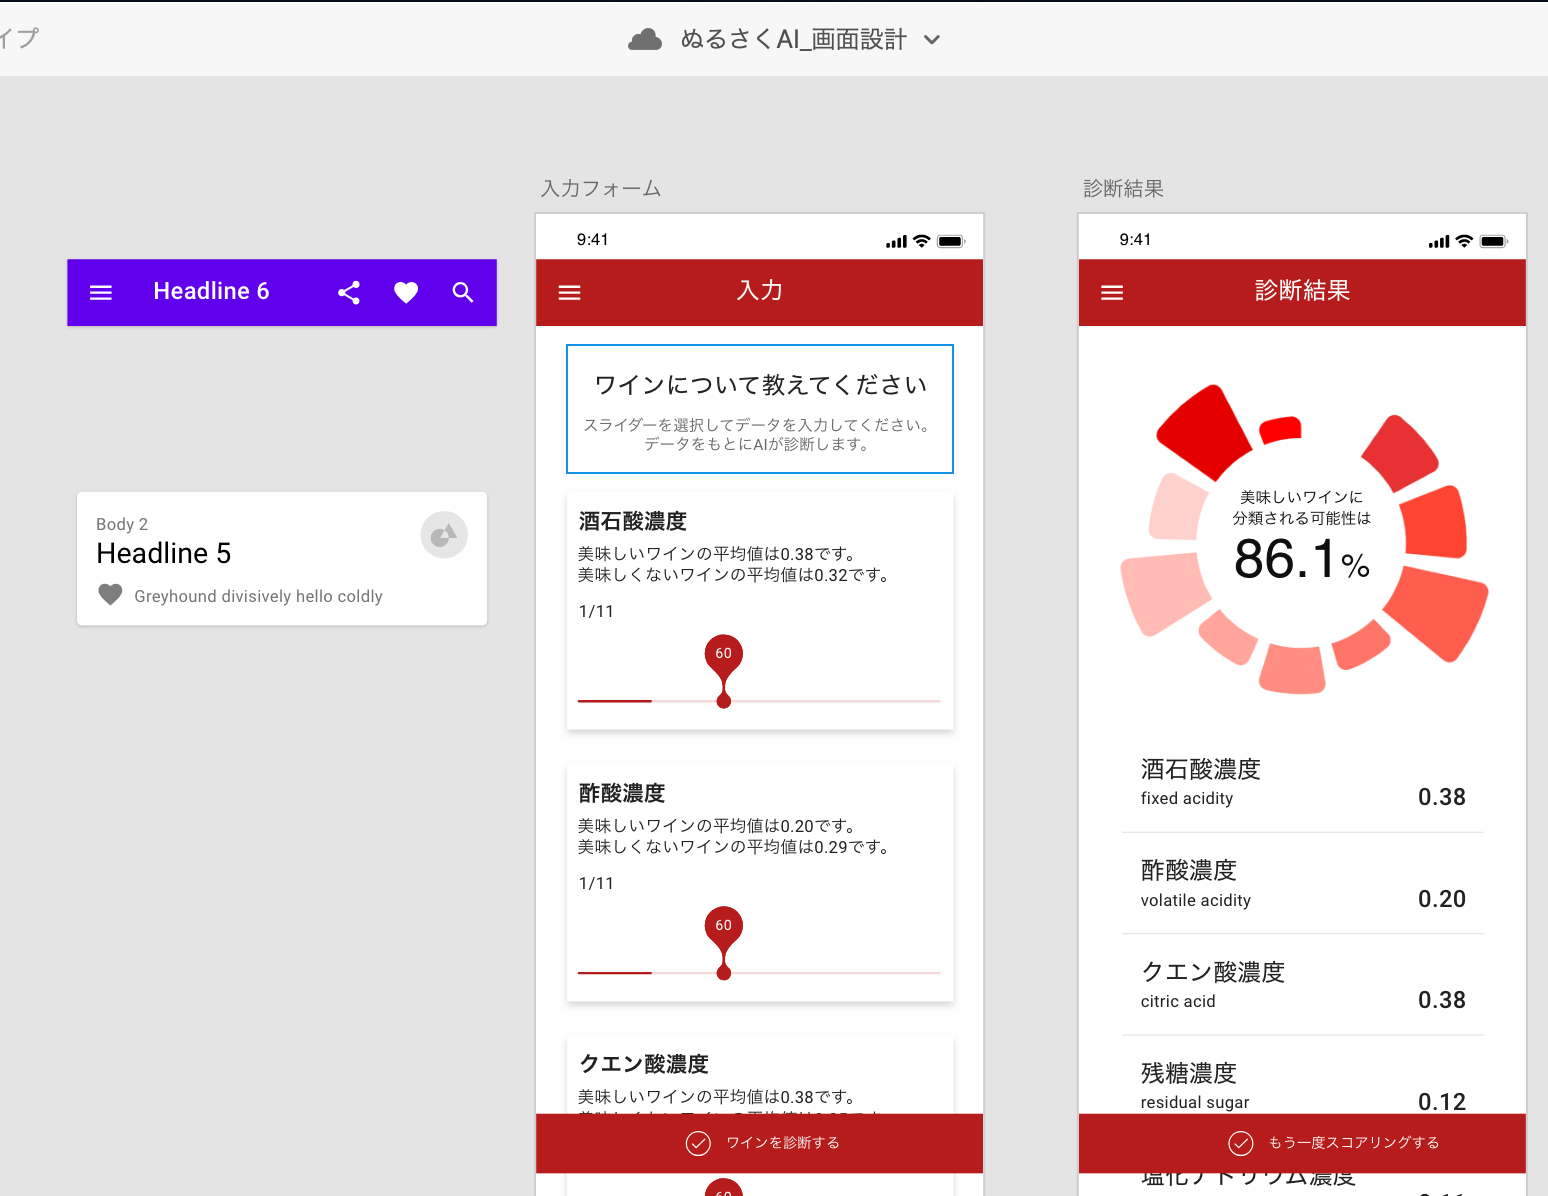 イプ
ぬるさくAI_画面設計
Headline 6
Body 2
Headline 5
Greyhound divisively hello coldly
入力フォーム
9:41
入力
ワインについて教えてください
スライダーを選択してデータを入力してください。
データをもとにAIが診断します。
酒石酸濃度
美味しいワインの平均値は0.38です。
美味しくないワインの平均値は0.32です。
1/11
60
酢酸濃度
美味しいワインの平均値は0.20です。
美味しくないワインの平均値は0.29です。
1/11
60
クエン酸濃度
美味しいワインの平均値は0.38です。
ワインを診断する
60
診断結果
9:41
診断結果
美味しいワインに
分類される可能性は
86.1%
酒石酸濃度
fixed acidity
0.38
酢酸濃度
volatile acidity
0.20
クエン酸濃度
citric acid
0.38
残糖濃度
residual sugar
0.12
もう一度スコアリングする
塩化ナトリウム濃度